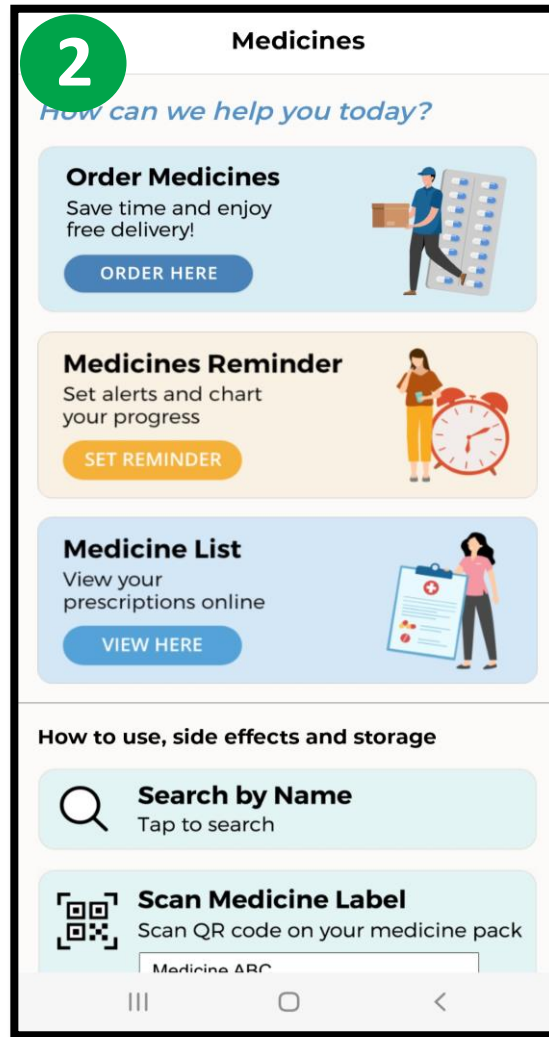 2
Medicines
How can we help you today?
Order Medicines
Save time and enjoy
free delivery!
ORDER HERE
Medicines Reminder
Set alerts and chart
your progress
SET REMINDER
Medicine List
View your
prescriptions online
VIEW HERE
How to use, side effects and storage
Search by Name
Tap to search
Scan Medicine Label
Scan QR code on your medicine pack
Medicine ABC